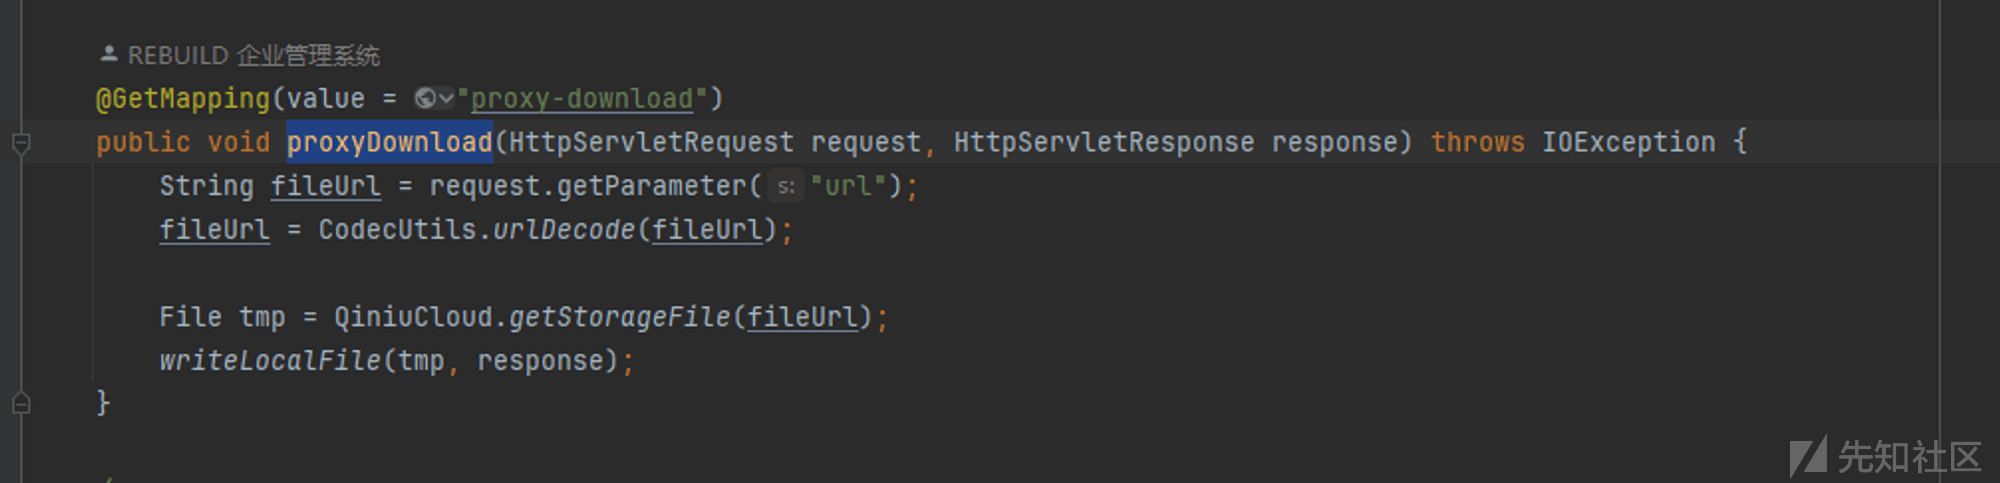 REBUILD 企业管理系统
@GetMapping(value = "proxy-download")
public void proxyDownload(HttpServletRequest request, HttpServletResponse response) throws IOException {
String fileUrl = request.getParameter( s: "url");
fileUrl = CodecUtils.urlDecode(fileUrl);
File tmp = QiniuCloud.getStorageFile(fileUrl);
writeLocalFile(tmp, response);
}
先知社区